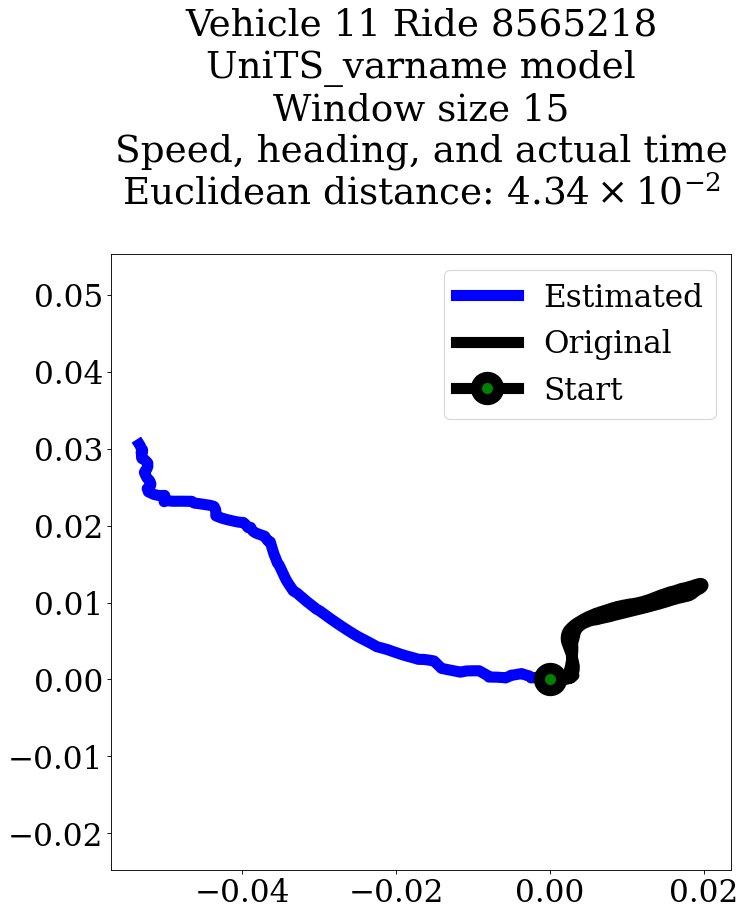 Vehicle 11 Ride 8565218
UniTS_varname model
Window size 15
Speed, heading, and actual time
Euclidean distance: 4.34 × 10⁻²
Estimated
Original
Start
0.05
0.04
0.03
0.02
0.01
0.00
−0.01
−0.02
−0.04 −0.02 0.00 0.02